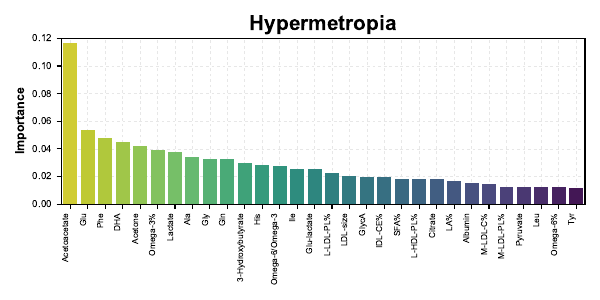 Hypermetropia
Importance
0.12
0.10
0.08
0.06
0.04
0.02
0.00
Acetoacetate
Glu
Phe
DHA
Acetone
Omega-3%
Lactate
Ala
Gly
Gln
3-Hydroxybutyrate
His
Omega-6/Omega-3
Ile
Glu-lactate
L-LDL-PL%
LDL-size
GlycA
IDL-CE%
SFA%
L-HDL-PL%
Citrate
LA%
Albumin
M-LDL-C%
M-LDL-PL%
Pyruvate
Leu
Omega-6%
Tyr